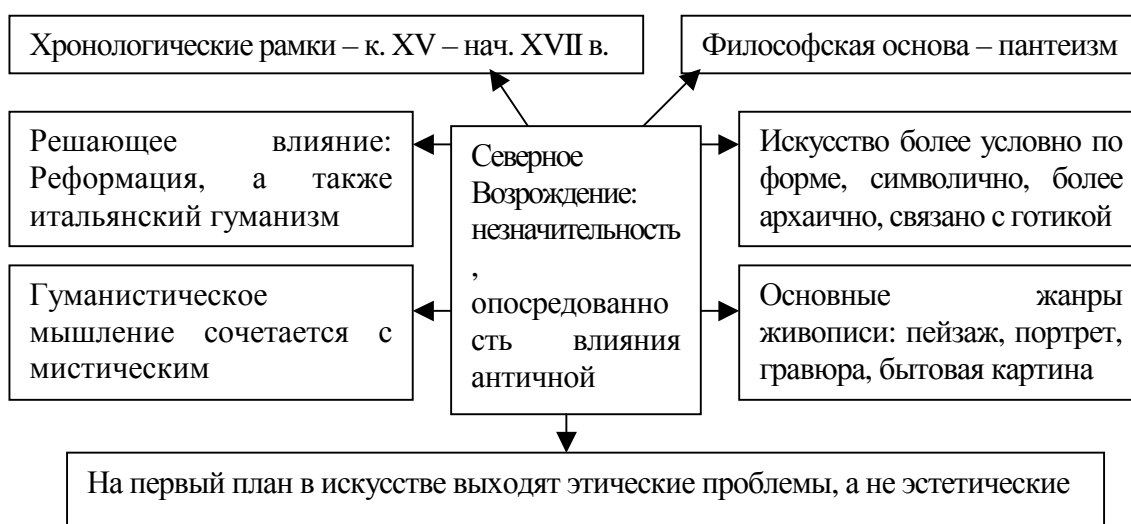 Хронологические рамки – к. XV – нач. XVII в.
Философская основа – пантеизм
Решающее влияние:
Реформация, а также
итальянский гуманизм
Северное
Возрождение:
незначительность
,
опосредованно
сть влияния
античной
Искусство более условно по
форме, символично, более
архаично, связано с готикой
Гуманистическое
мышление сочетается с
мистическим
Основные жанры
живописи: пейзаж, портрет,
гравюра, бытовая картина
На первый план в искусстве выходят этические проблемы, а не эстетические